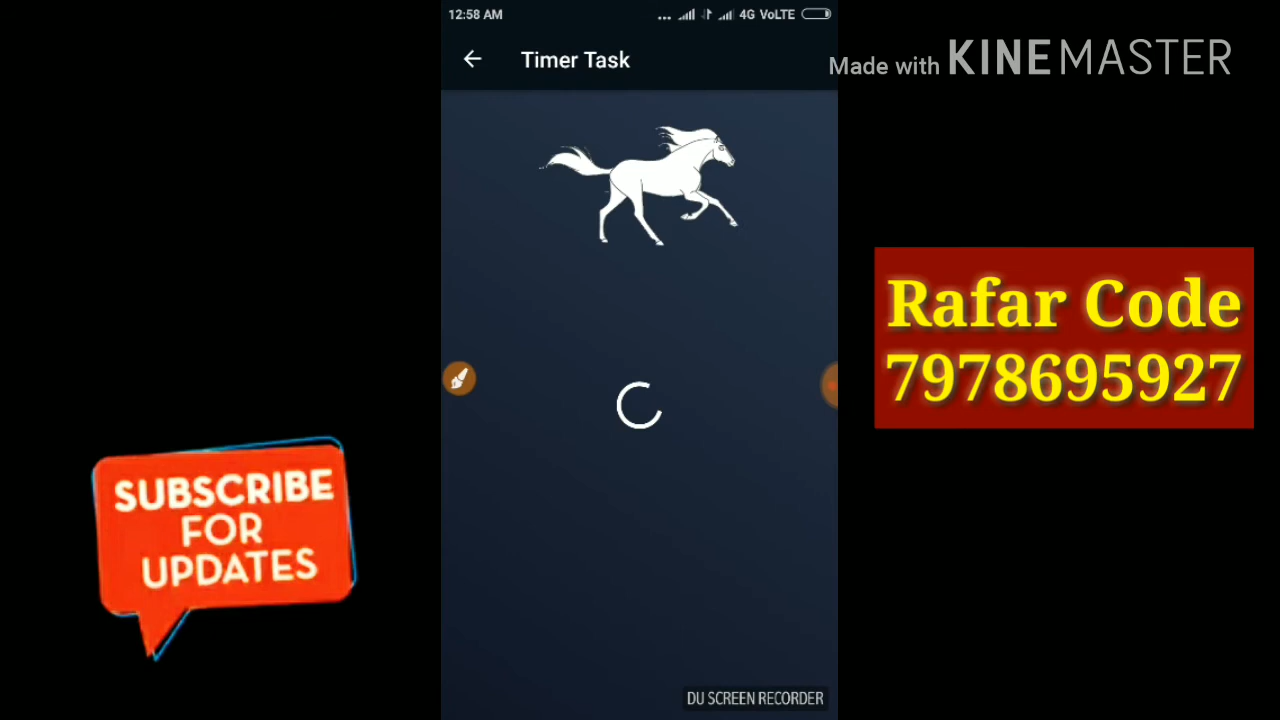 12:58 AM
... 4G VoLTE
Timer Task
Made with KINEMASTER
Rafar Code
7978695927
SUBSCRIBE
FOR
UPDATES
DU SCREEN RECORDER